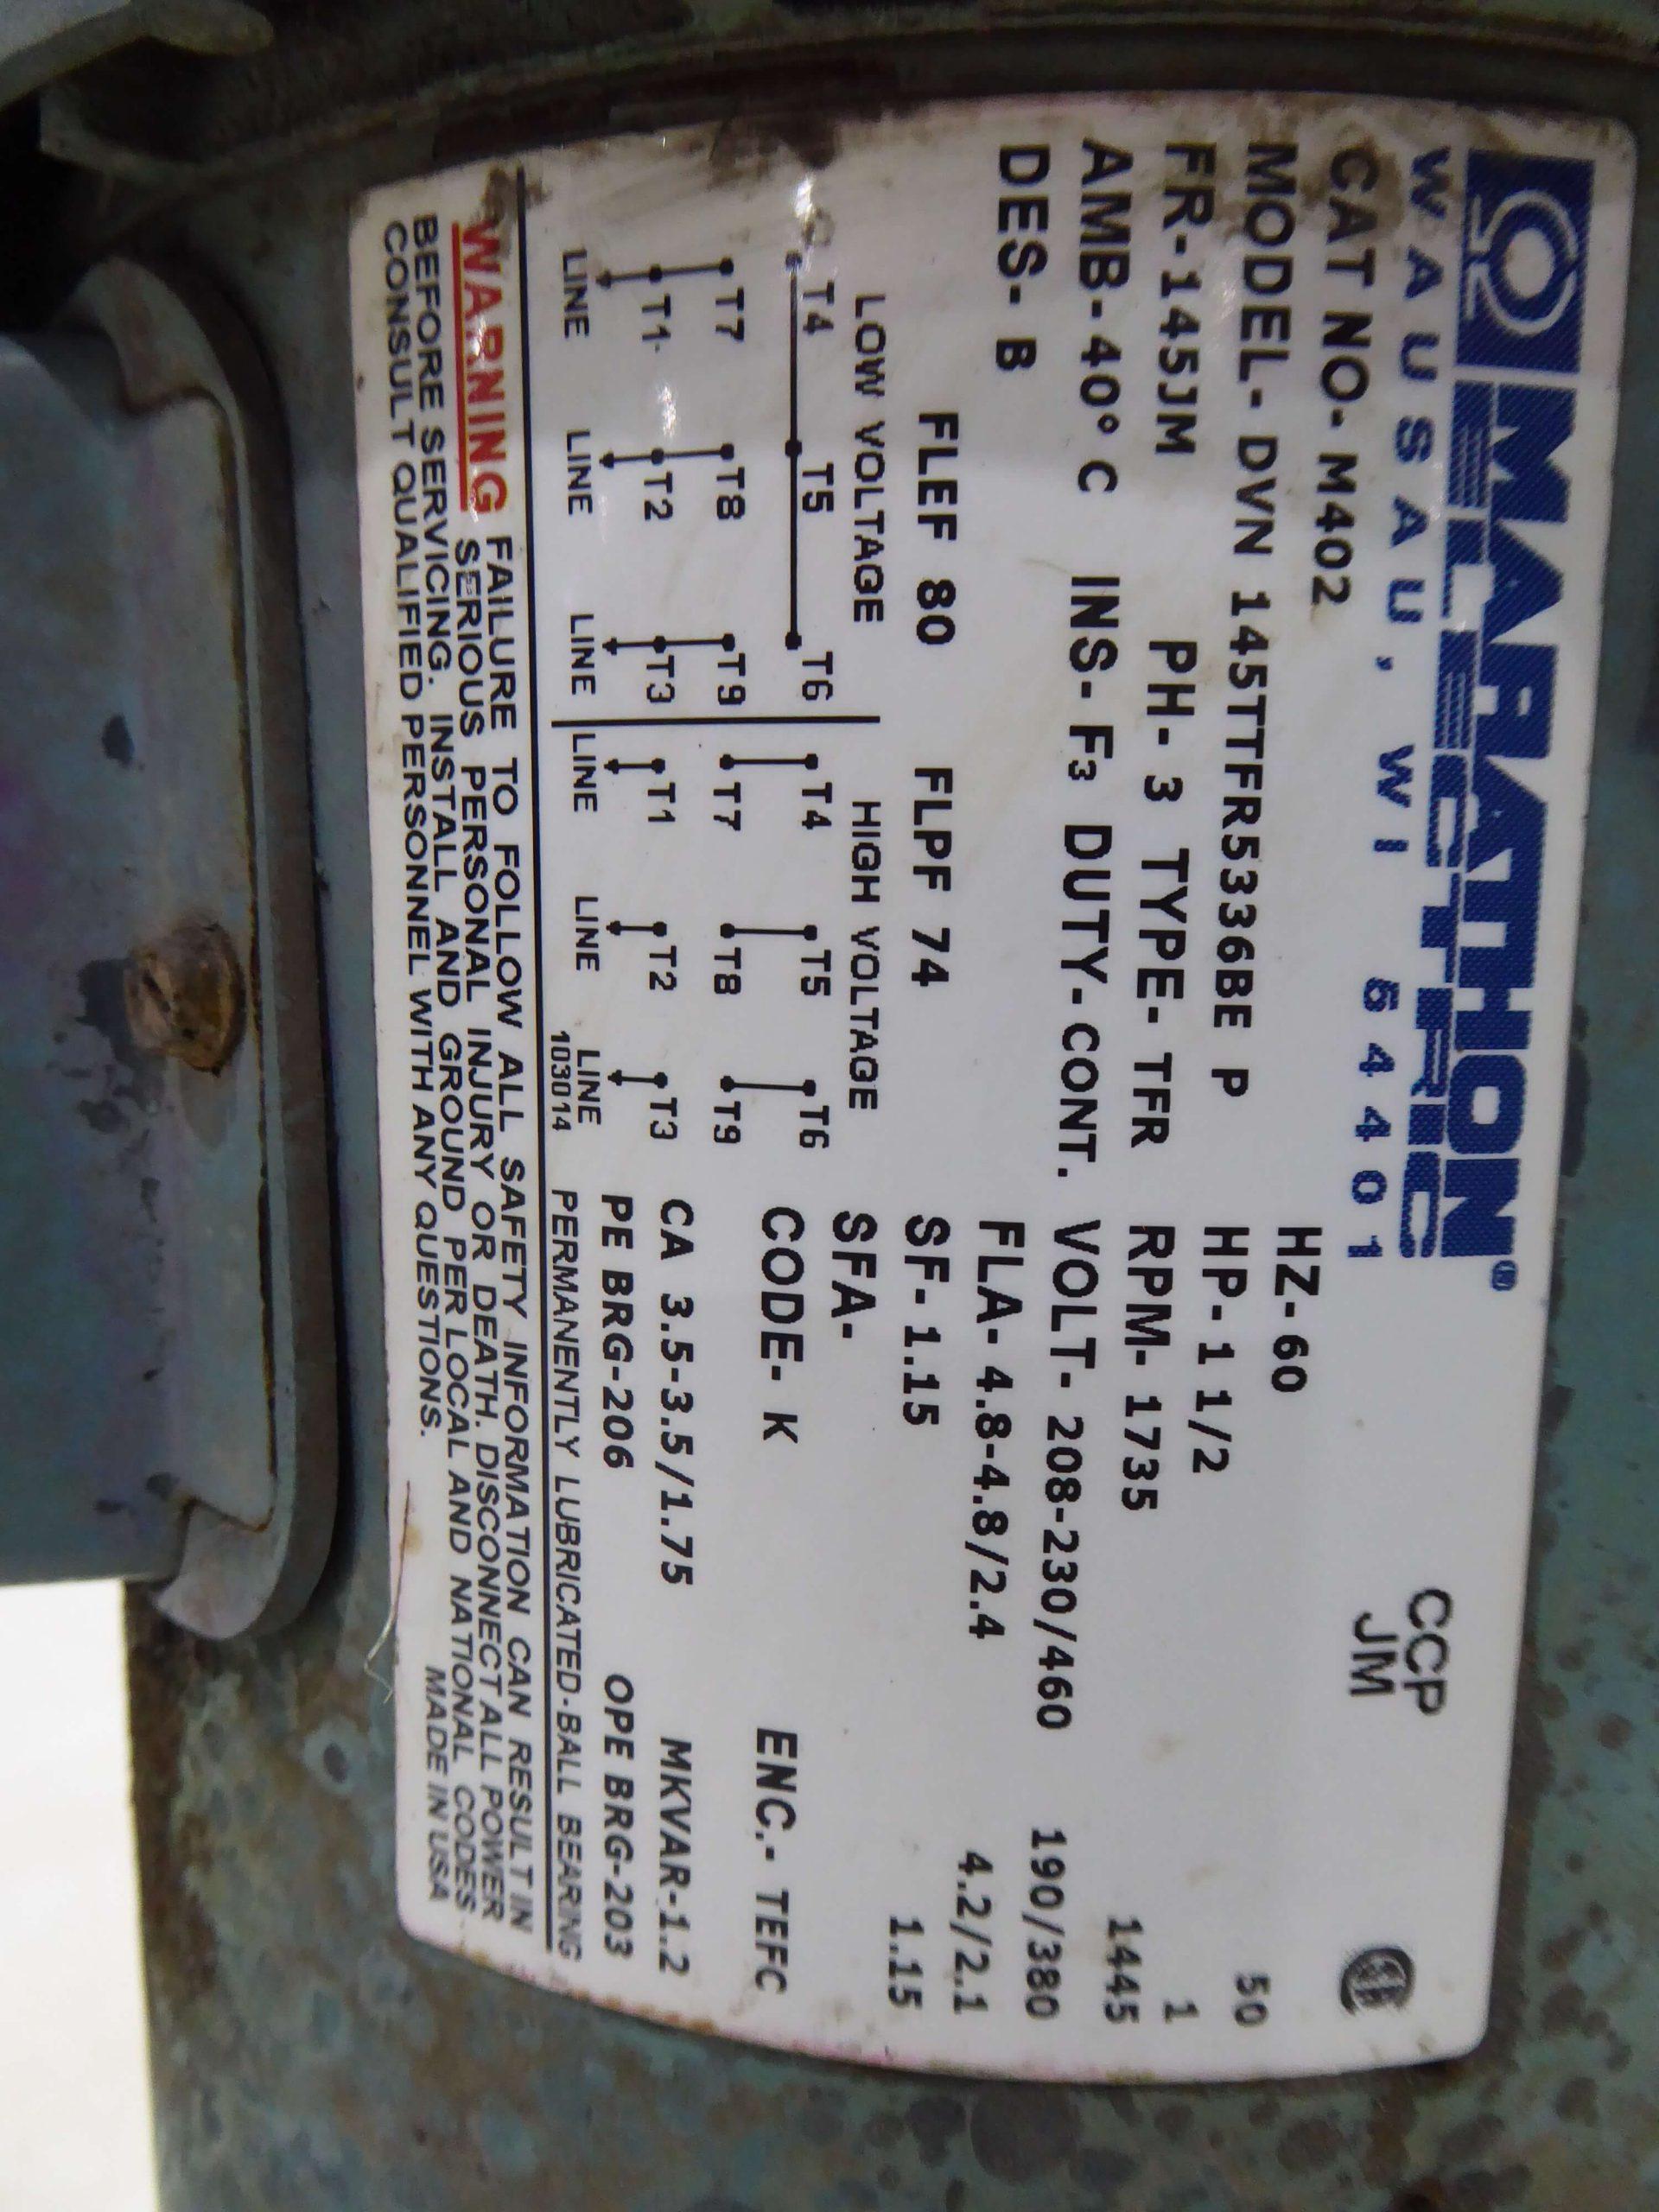 MARATHON®
ELECTRIC
WAUSAU, WI 54401
CCP
JM
CAT NO- M402
HZ-60 50
MODEL- DVN 145TTFR5336BE P HP-1 1/2 1
FR-145JM PH- 3 TYPE- TFR RPM- 1735 1445
AMB-40° C INS- F3 DUTY-CONT. VOLT- 208-230/460 190/380
DES- B FLA- 4.8-4.8/2.4 4.2/2.1
FLEF 80 FLPF 74 SF-1.15 1.15
LOW VOLTAGE HIGH VOLTAGE SFA-
T4 T5 T6 T4 T5 T6 CODE- K ENC.- TEFC
T7 T8 T9 T7 T8 T9
T1 T2 T3 T1 T2 T3 CA 3.5-3.5/1.75 MKVAR-1.2
LINE LINE LINE LINE LINE LINE PE BRG-206 OPE BRG-203
103014 PERMANENTLY LUBRICATED-BALL BEARING
WARNING FAILURE TO FOLLOW ALL SAFETY INFORMATION CAN RESULT IN
SERIOUS PERSONAL INJURY OR DEATH. DISCONNECT ALL POWER
BEFORE SERVICING. INSTALL AND GROUND PER LOCAL AND NATIONAL CODES
CONSULT QUALIFIED PERSONNEL WITH ANY QUESTIONS. MADE IN USA